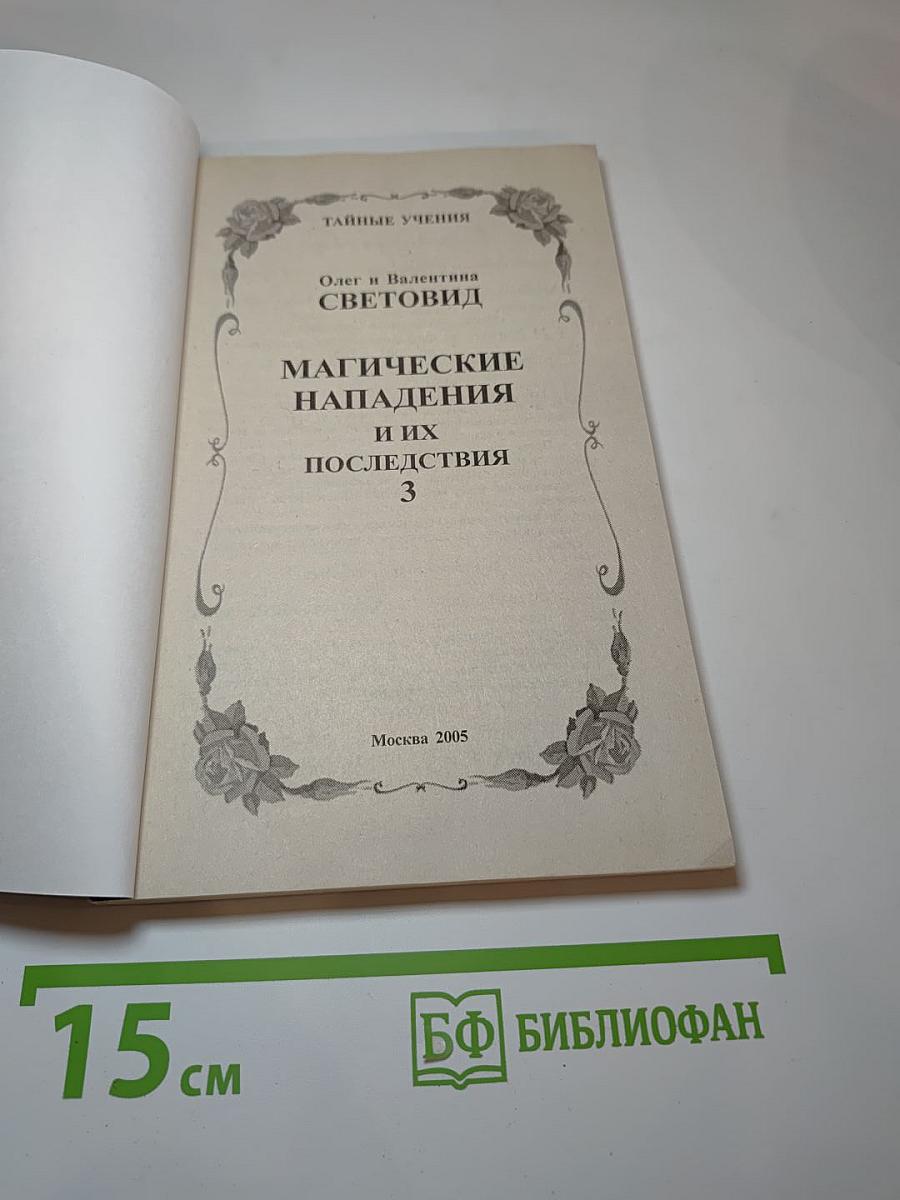 ТАЙНЫЕ УЧЕНИЯ
Олег и Валентина
СВЕТОВИД
МАГИЧЕСКИЕ
НАПАДЕНИЯ
И ИХ
ПОСЛЕДСТВИЯ
3
Москва 2005
15 см
БФ БИБЛИОФАН